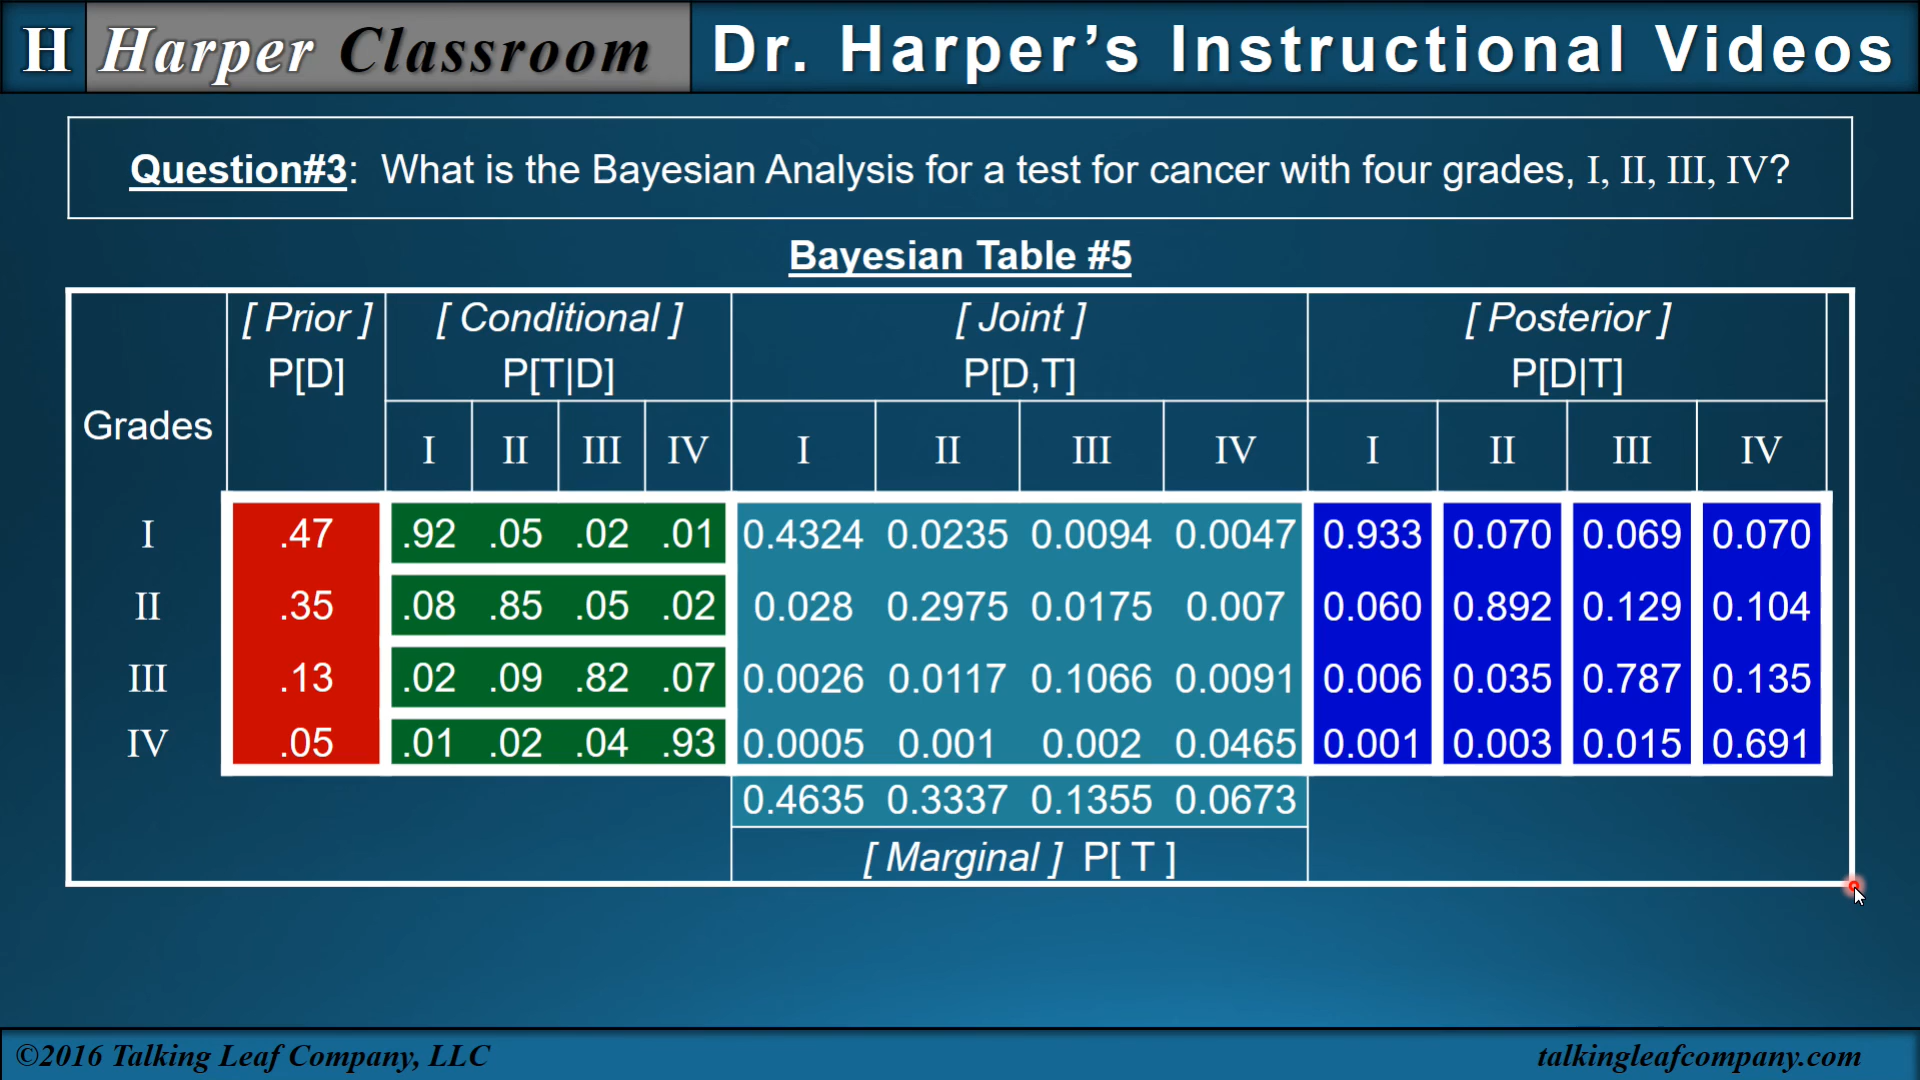 H Harper Classroom Dr. Harper’s Instructional Videos
Question#3: What is the Bayesian Analysis for a test for cancer with four grades, I, II, III, IV?
Bayesian Table #5
[ Prior ] [ Conditional ] [ Joint ] [ Posterior ]
P[D] P[T|D] P[D,T] P[D|T]
Grades
I II III IV I II III IV I II III IV
I .47 .92 .05 .02 .01 0.4324 0.0235 0.0094 0.0047 0.933 0.070 0.069 0.070
II .35 .08 .85 .05 .02 0.028 0.2975 0.0175 0.007 0.060 0.892 0.129 0.104
III .13 .02 .09 .82 .07 0.0026 0.0117 0.1066 0.0091 0.006 0.035 0.787 0.135
IV .05 .01 .02 .04 .93 0.0005 0.001 0.002 0.0465 0.001 0.003 0.015 0.691
0.4635 0.3337 0.1355 0.0673
[ Marginal ] P[ T ]
©2016 Talking Leaf Company, LLC talkingleafcompany.com